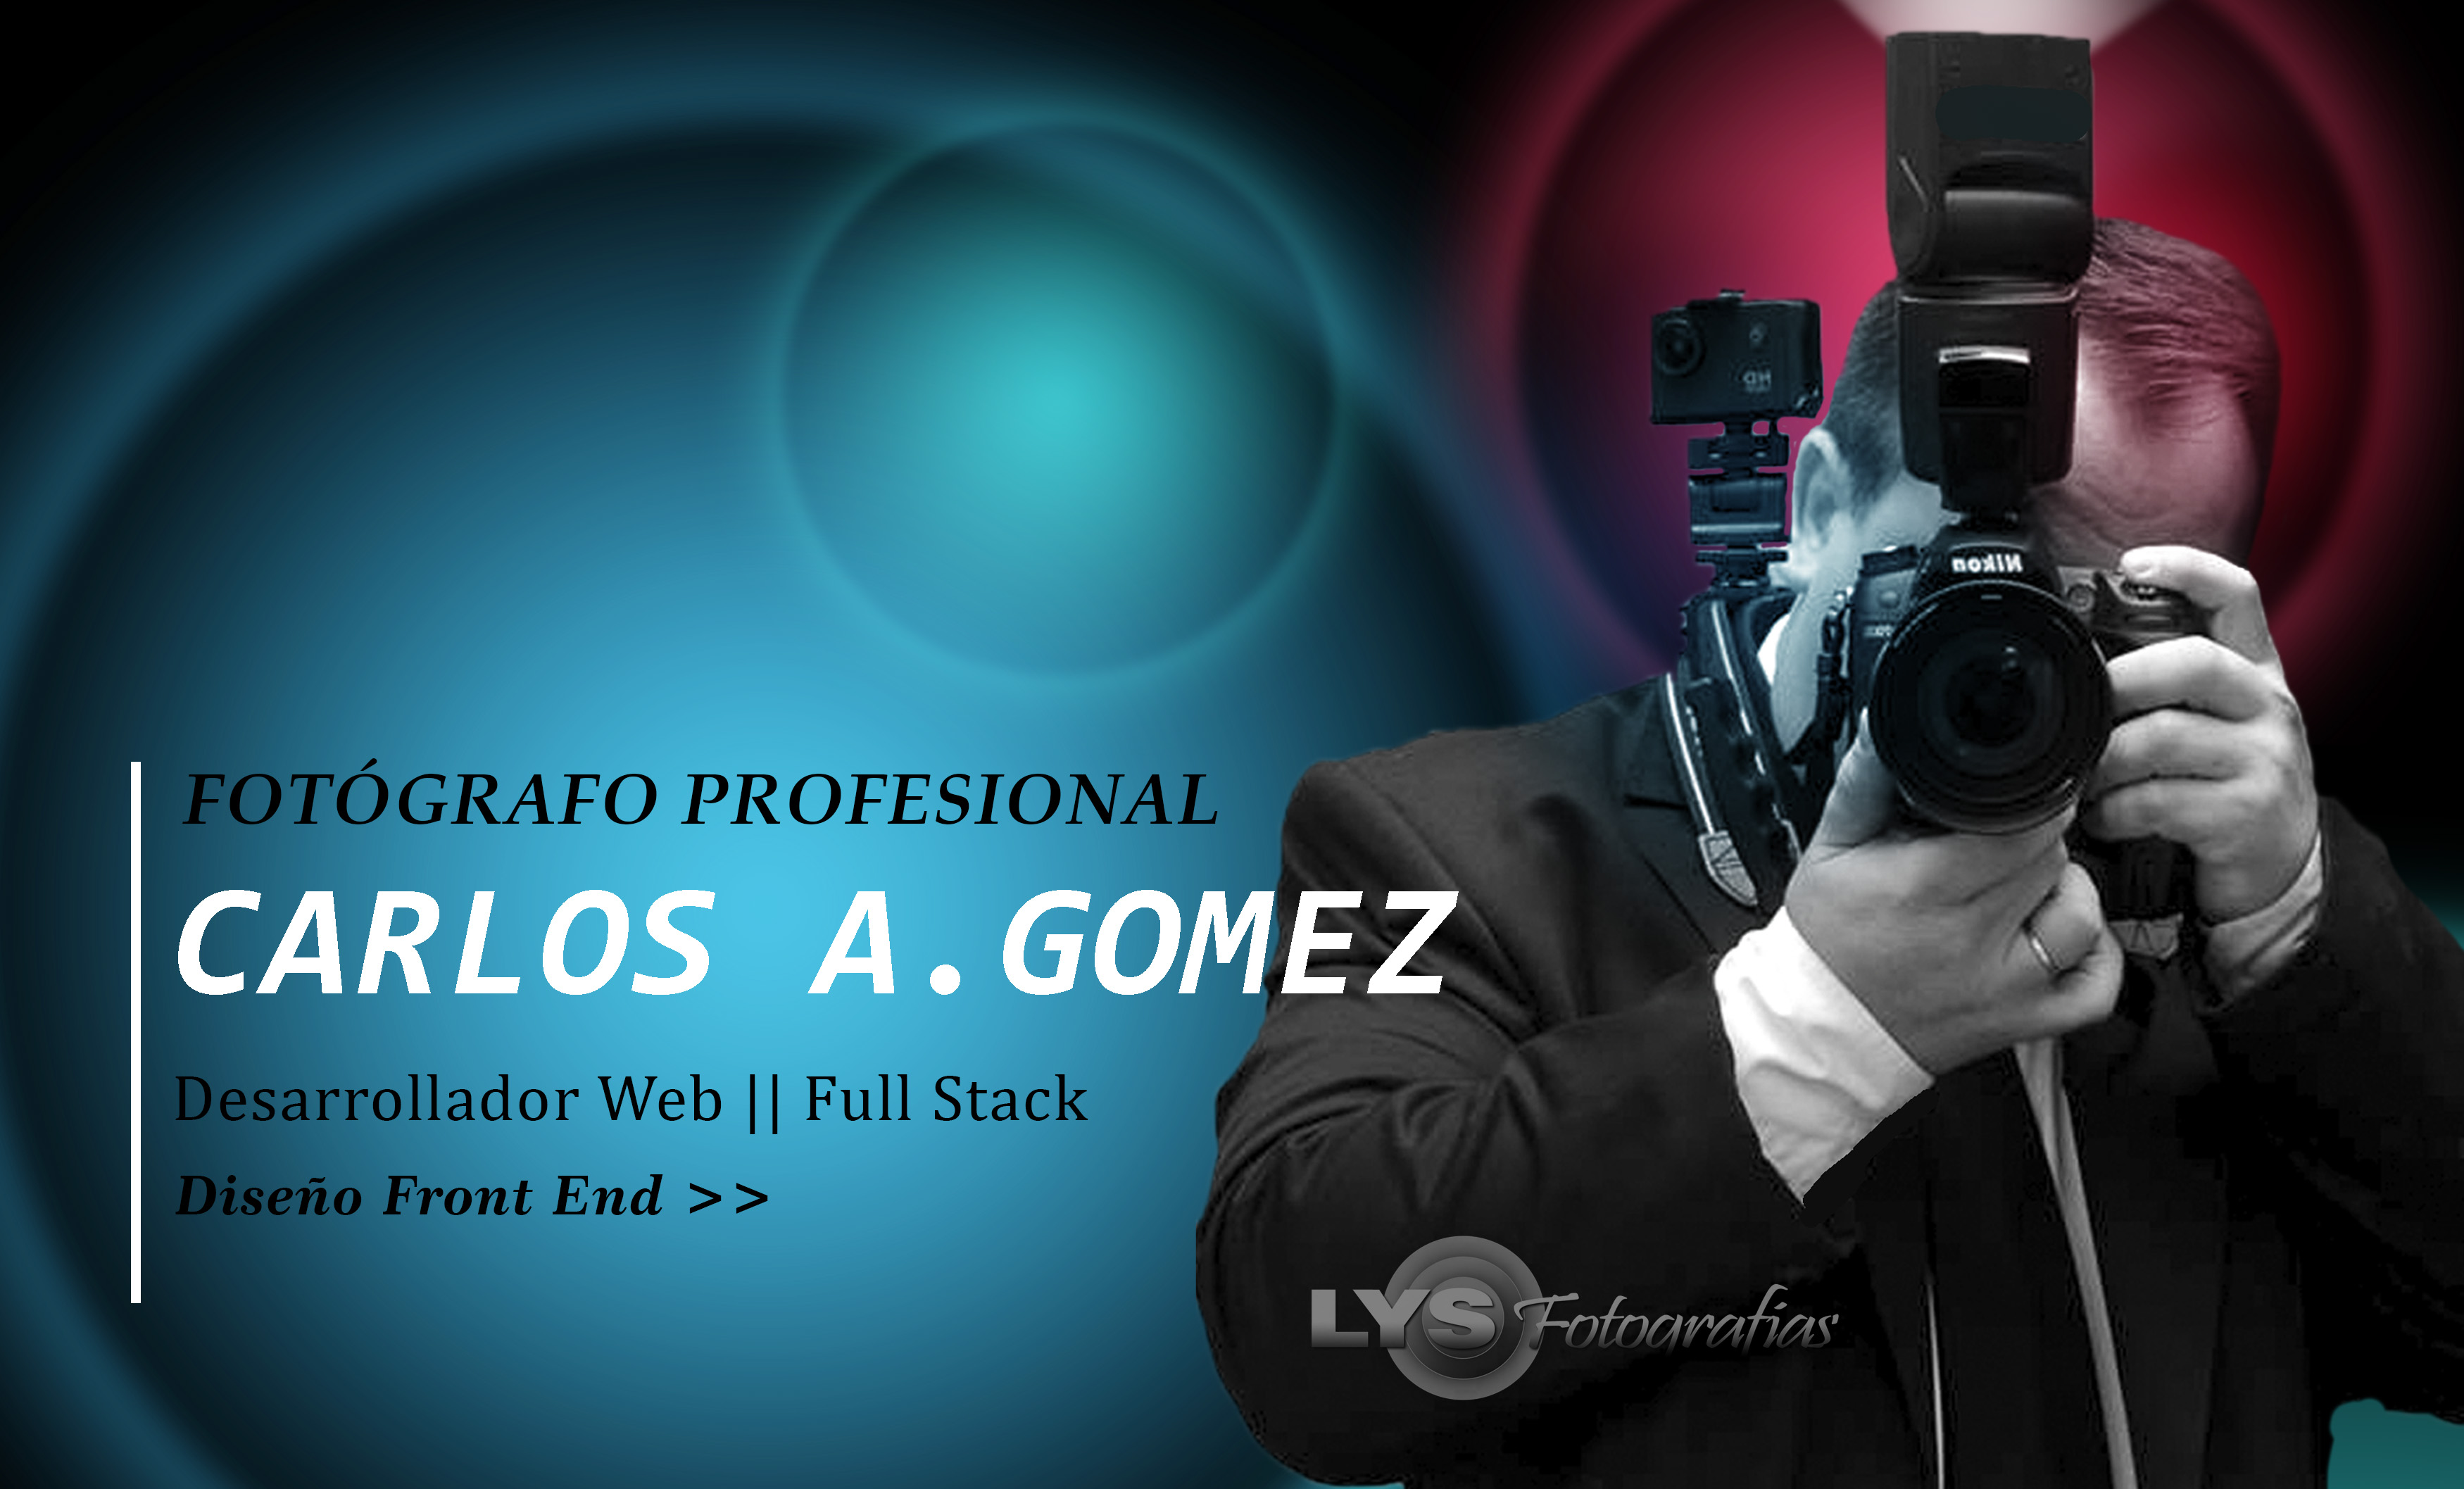 FOTÓGRAFO PROFESIONAL
CARLOS A.GOMEZ
Desarrollador Web || Full Stack
Diseño Front End >>
LYS Fotografías
HD
Nikon